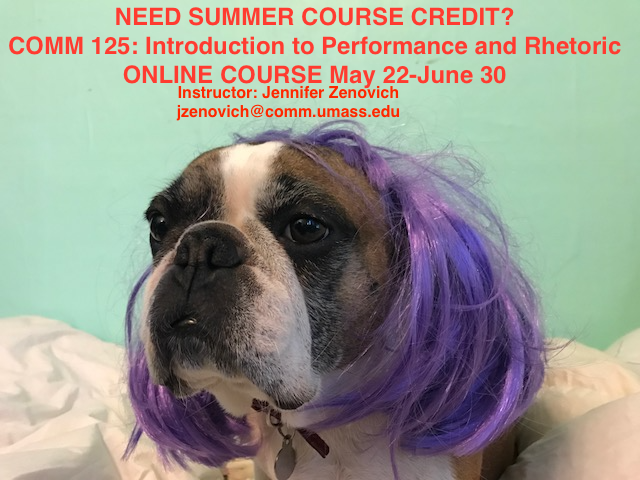 NEED SUMMER COURSE CREDIT?
COMM 125: Introduction to Performance and Rhetoric
ONLINE COURSE May 22-June 30
Instructor: Jennifer Zenovich
jzenovich@comm.umass.edu